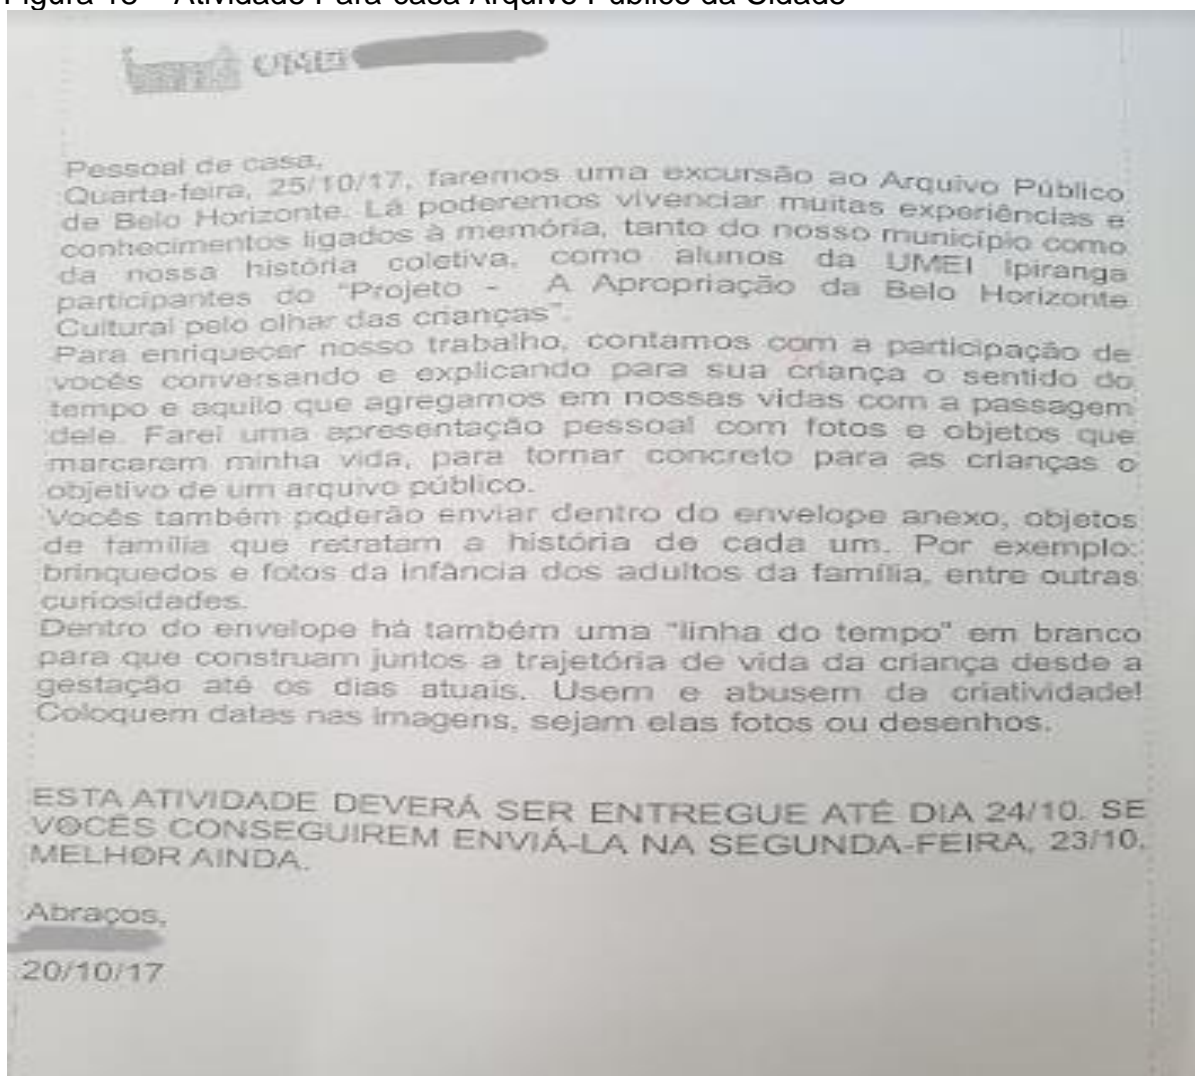 Atividade Para casa Arquivo Público da Cidade
UMEI
Pessoal de casa,
Quarta-feira, 25/10/17, faremos uma excursão ao Arquivo Público
de Belo Horizonte. Lá poderemos vivenciar muitas experiências e
conhecimentos ligados à memória, tanto do nosso município como
da nossa história coletiva, como alunos da UMEI Ipiranga
participantes do "Projeto - A Apropriação da Belo Horizonte
Cultural pelo olhar das crianças".
Para enriquecer nosso trabalho, contamos com a participação de
vocês conversando e explicando para sua criança o sentido do
tempo e aquilo que agregamos em nossas vidas com a passagem
dele. Farei uma apresentação pessoal com fotos e objetos que
marcaram minha vida, para tornar concreto para as crianças o
objetivo de um arquivo público.
Vocês também poderão enviar dentro do envelope anexo, objetos
de família que retratam a história de cada um. Por exemplo:
brinquedos e fotos da infância dos adultos da família, entre outras
curiosidades.
Dentro do envelope há também uma "linha do tempo" em branco
para que construam juntos a trajetória de vida da criança desde a
gestação até os dias atuais. Usem e abusem da criatividade!
Coloquem datas nas imagens, sejam elas fotos ou desenhos.
ESTA ATIVIDADE DEVERÁ SER ENTREGUE ATÉ DIA 24/10. SE
VOCÊS CONSEGUIREM ENVIÁ-LA NA SEGUNDA-FEIRA, 23/10,
MELHOR AINDA.
Abraços,
20/10/17